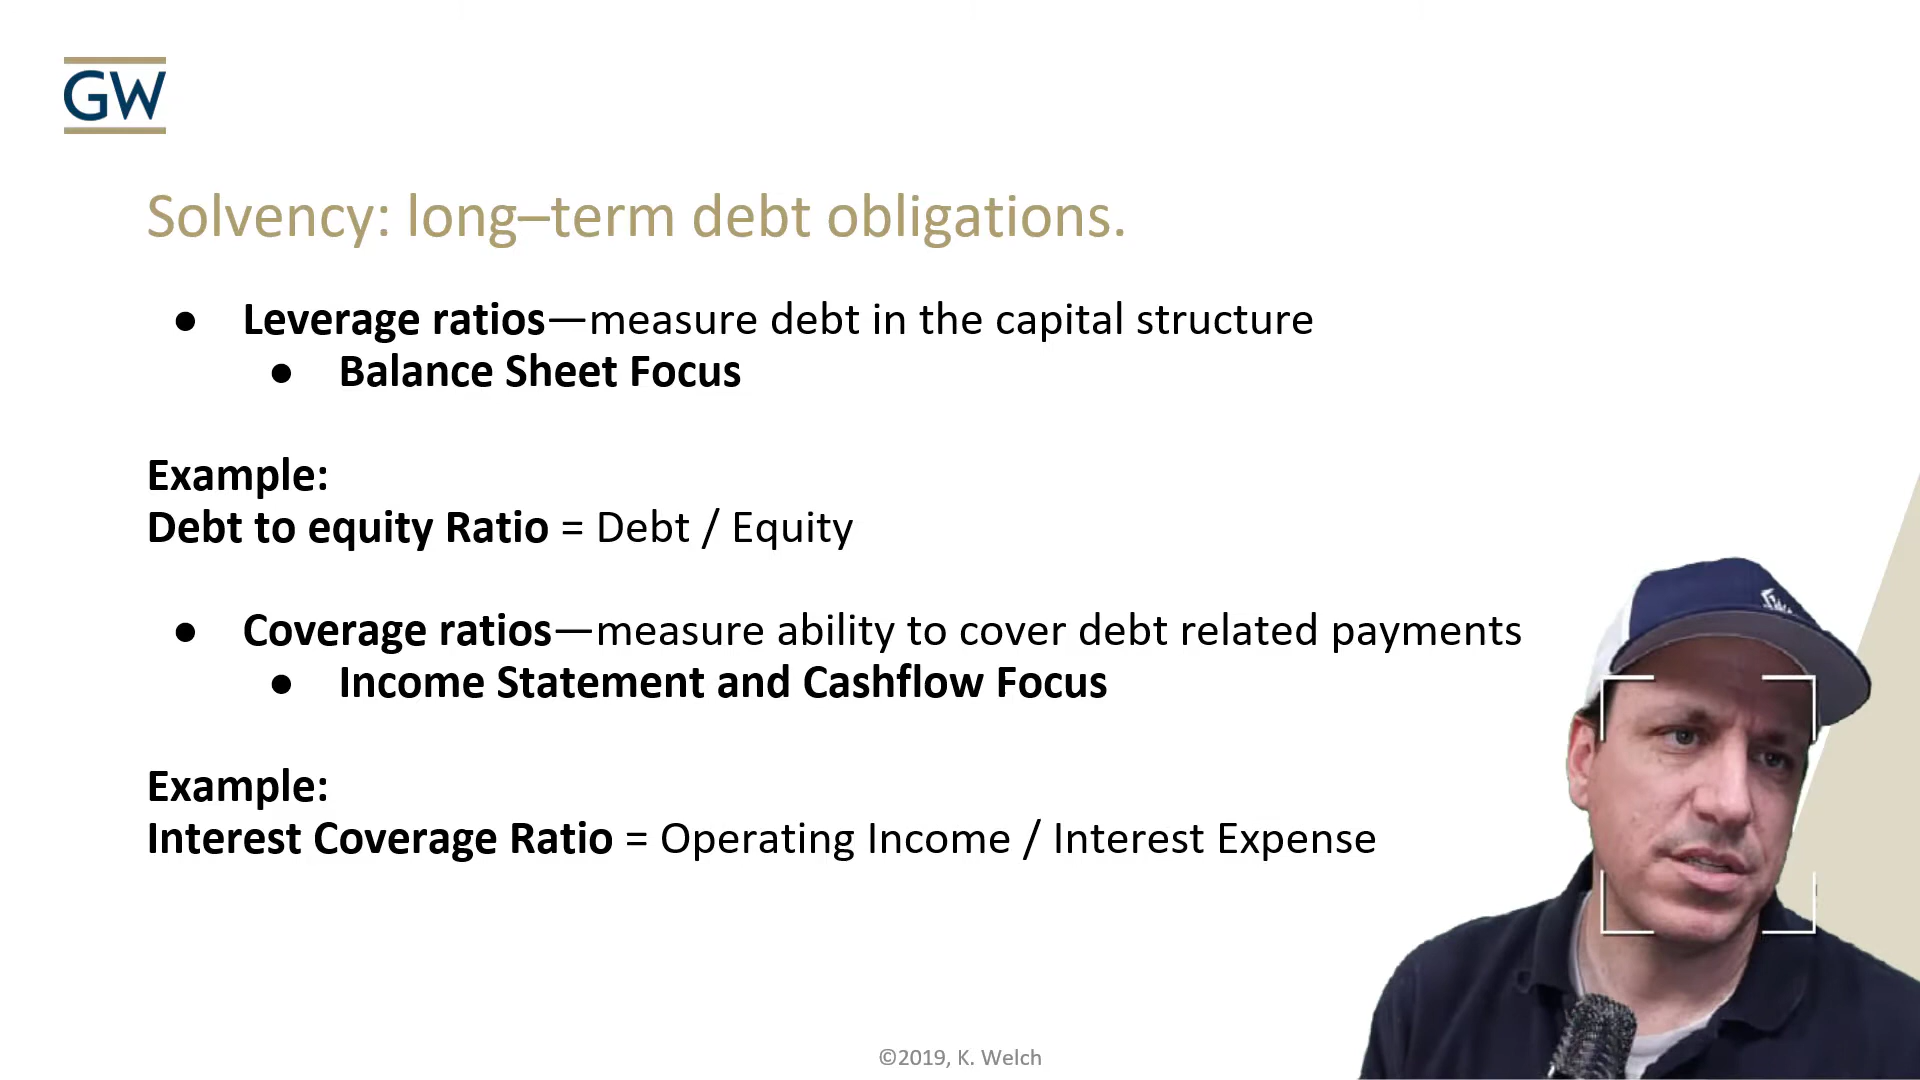 GW
Solvency: long–term debt obligations.
● Leverage ratios—measure debt in the capital structure
● Balance Sheet Focus
Example:
Debt to equity Ratio = Debt / Equity
● Coverage ratios—measure ability to cover debt related payments
● Income Statement and Cashflow Focus
Example:
Interest Coverage Ratio = Operating Income / Interest Expense
©2019, K. Welch